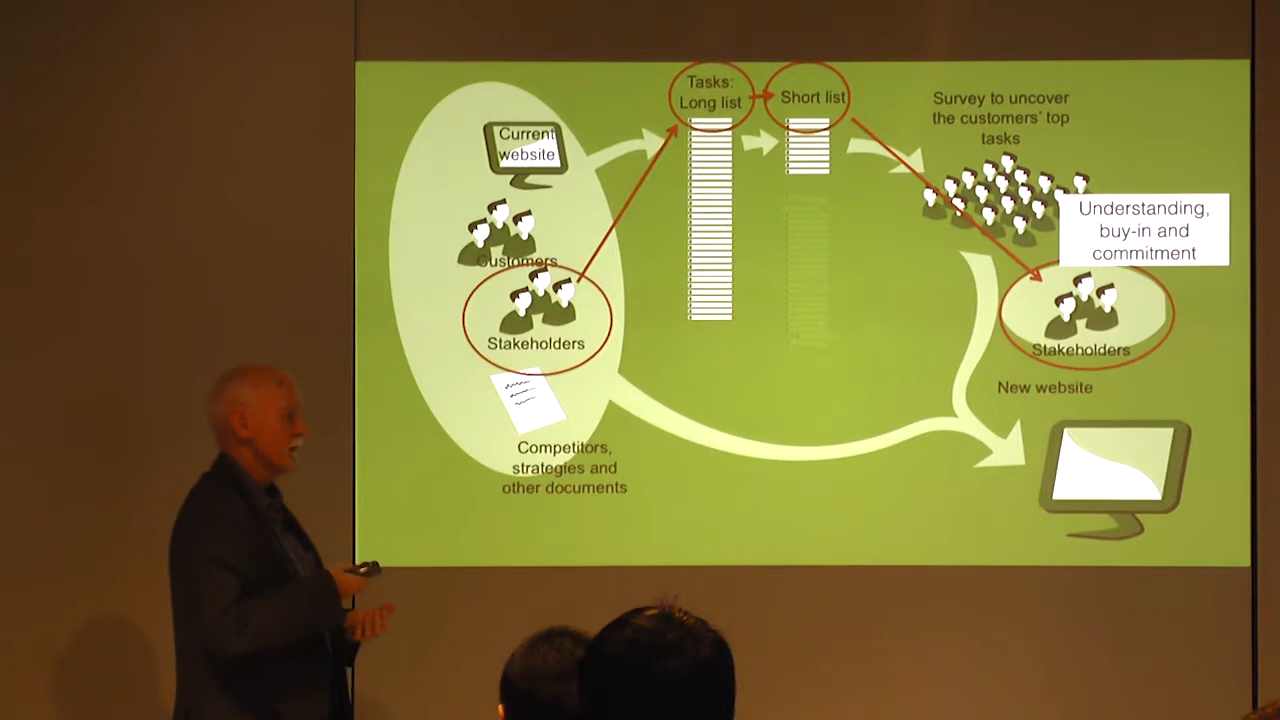 Current
website
Customers
Stakeholders
Competitors,
strategies and
other documents
Tasks:
Long list
Short list
Survey to uncover
the customers' top
tasks
Understanding,
buy-in and
commitment
Stakeholders
New website